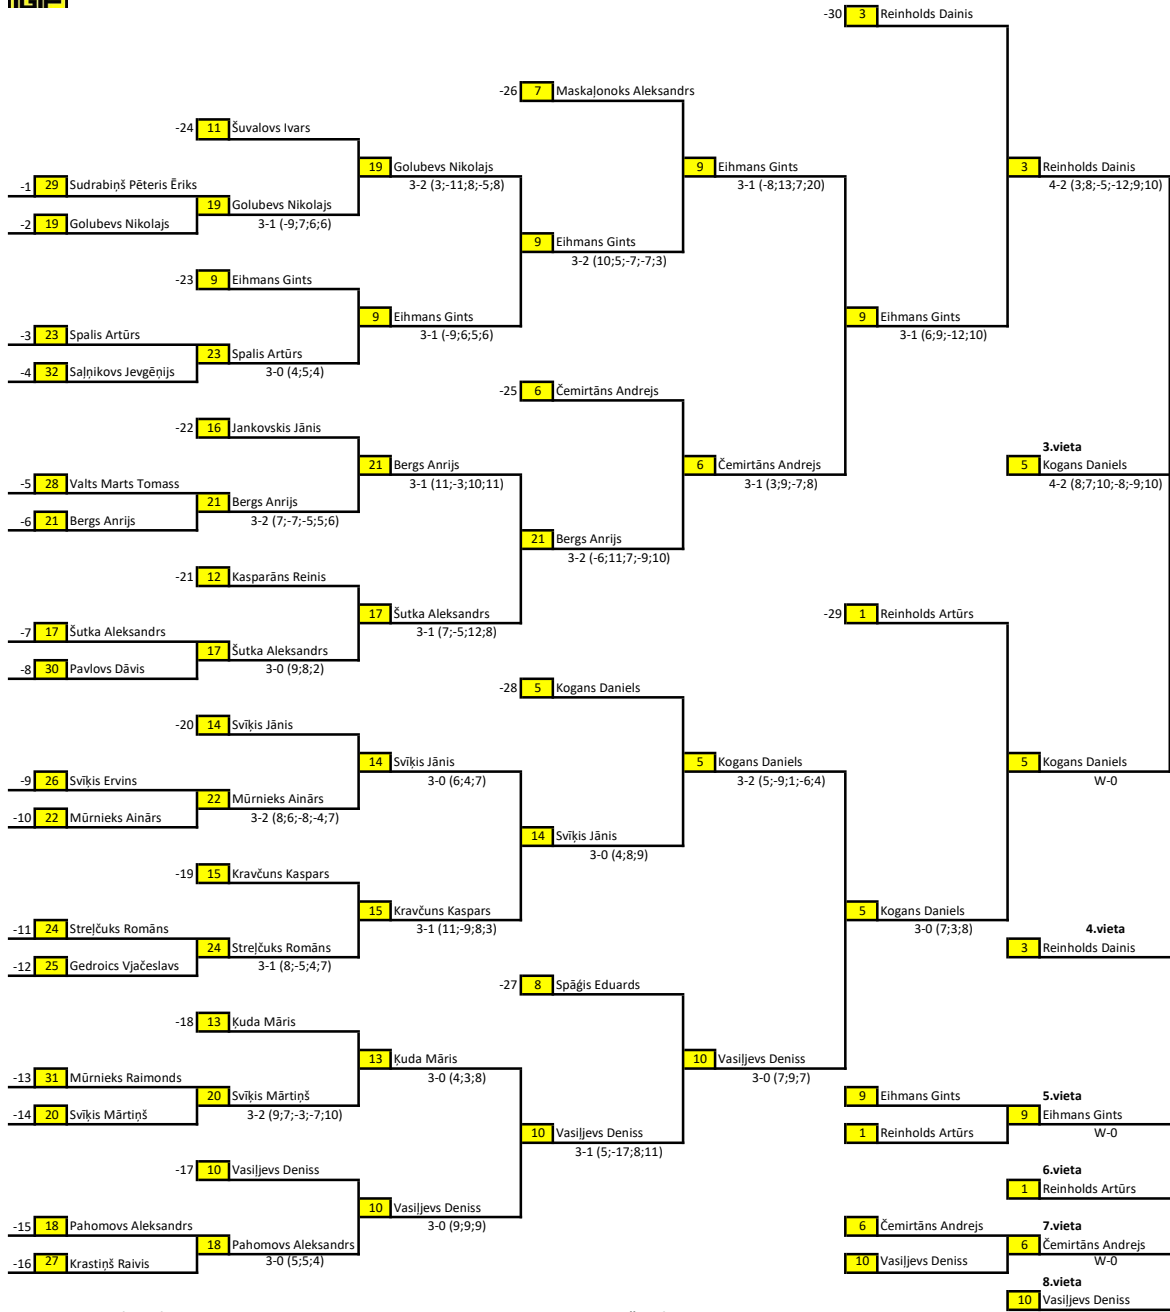 -30 3 Reinholds Dainis
-26 7 Maskaļonoks Aleksandrs
-24 11 Šuvalovs Ivars
19 Golubevs Nikolajs 9 Eihmans Gints 3 Reinholds Dainis
-1 29 Sudrabiņš Pēteris Ēriks 3-2 (3;-11;8;-5;8) 3-1 (-8;13;7;20) 4-2 (3;8;-5;-12;9;10)
19 Golubevs Nikolajs
-2 19 Golubevs Nikolajs 3-1 (-9;7;6;6)
9 Eihmans Gints
3-2 (10;5;-7;-7;3)
-23 9 Eihmans Gints
9 Eihmans Gints 9 Eihmans Gints
-3 23 Spalis Artūrs 3-1 (-9;6;5;6) 3-1 (6;9;-12;10)
23 Spalis Artūrs
-4 32 Saļņikovs Jevgēņijs 3-0 (4;5;4)
-25 6 Čemirtāns Andrejs
-22 16 Jankovskis Jānis
3.vieta
21 Bergs Anrijs 6 Čemirtāns Andrejs 5 Kogans Daniels
-5 28 Valts Marts Tomass 3-1 (11;-3;10;11) 3-1 (3;9;-7;8) 4-2 (8;7;10;-8;-9;10)
21 Bergs Anrijs
-6 21 Bergs Anrijs 3-2 (7;-7;-5;5;6)
21 Bergs Anrijs
3-2 (-6;11;7;-9;10)
-21 12 Kasparāns Reinis
17 Šutka Aleksandrs -29 1 Reinholds Artūrs
-7 17 Šutka Aleksandrs 3-1 (7;-5;12;8)
17 Šutka Aleksandrs
-8 30 Pavlovs Dāvis 3-0 (9;8;2)
-28 5 Kogans Daniels
-20 14 Svīķis Jānis
14 Svīķis Jānis 5 Kogans Daniels 5 Kogans Daniels
-9 26 Svīķis Ervins 3-0 (6;4;7) 3-2 (5;-9;1;-6;4) W-0
22 Mūrnieks Ainārs
-10 22 Mūrnieks Ainārs 3-2 (8;6;-8;-4;7)
14 Svīķis Jānis
3-0 (4;8;9)
-19 15 Kravčuns Kaspars
15 Kravčuns Kaspars 5 Kogans Daniels
-11 24 Streļčuks Romāns 3-1 (11;-9;8;3) 3-0 (7;3;8) 4.vieta
24 Streļčuks Romāns 3 Reinholds Dainis
-12 25 Gedroics Vjačeslavs 3-1 (8;-5;4;7)
-27 8 Spāģis Eduards
-18 13 Ķuda Māris
13 Ķuda Māris 10 Vasiļjevs Deniss
-13 31 Mūrnieks Raimonds 3-0 (4;3;8) 3-0 (7;9;7)
20 Svīķis Mārtiņš 9 Eihmans Gints 5.vieta
-14 20 Svīķis Mārtiņš 3-2 (9;7;-3;-7;10) 9 Eihmans Gints
10 Vasiļjevs Deniss 1 Reinholds Artūrs W-0
3-1 (5;-17;8;11)
-17 10 Vasiļjevs Deniss 6.vieta
1 Reinholds Artūrs
10 Vasiļjevs Deniss
-15 18 Pahomovs Aleksandrs 3-0 (9;9;9) 6 Čemirtāns Andrejs 7.vieta
18 Pahomovs Aleksandrs 6 Čemirtāns Andrejs
-16 27 Krastiņš Raivis 3-0 (5;5;4) 10 Vasiļjevs Deniss W-0
8.vieta
10 Vasiļjevs Deniss